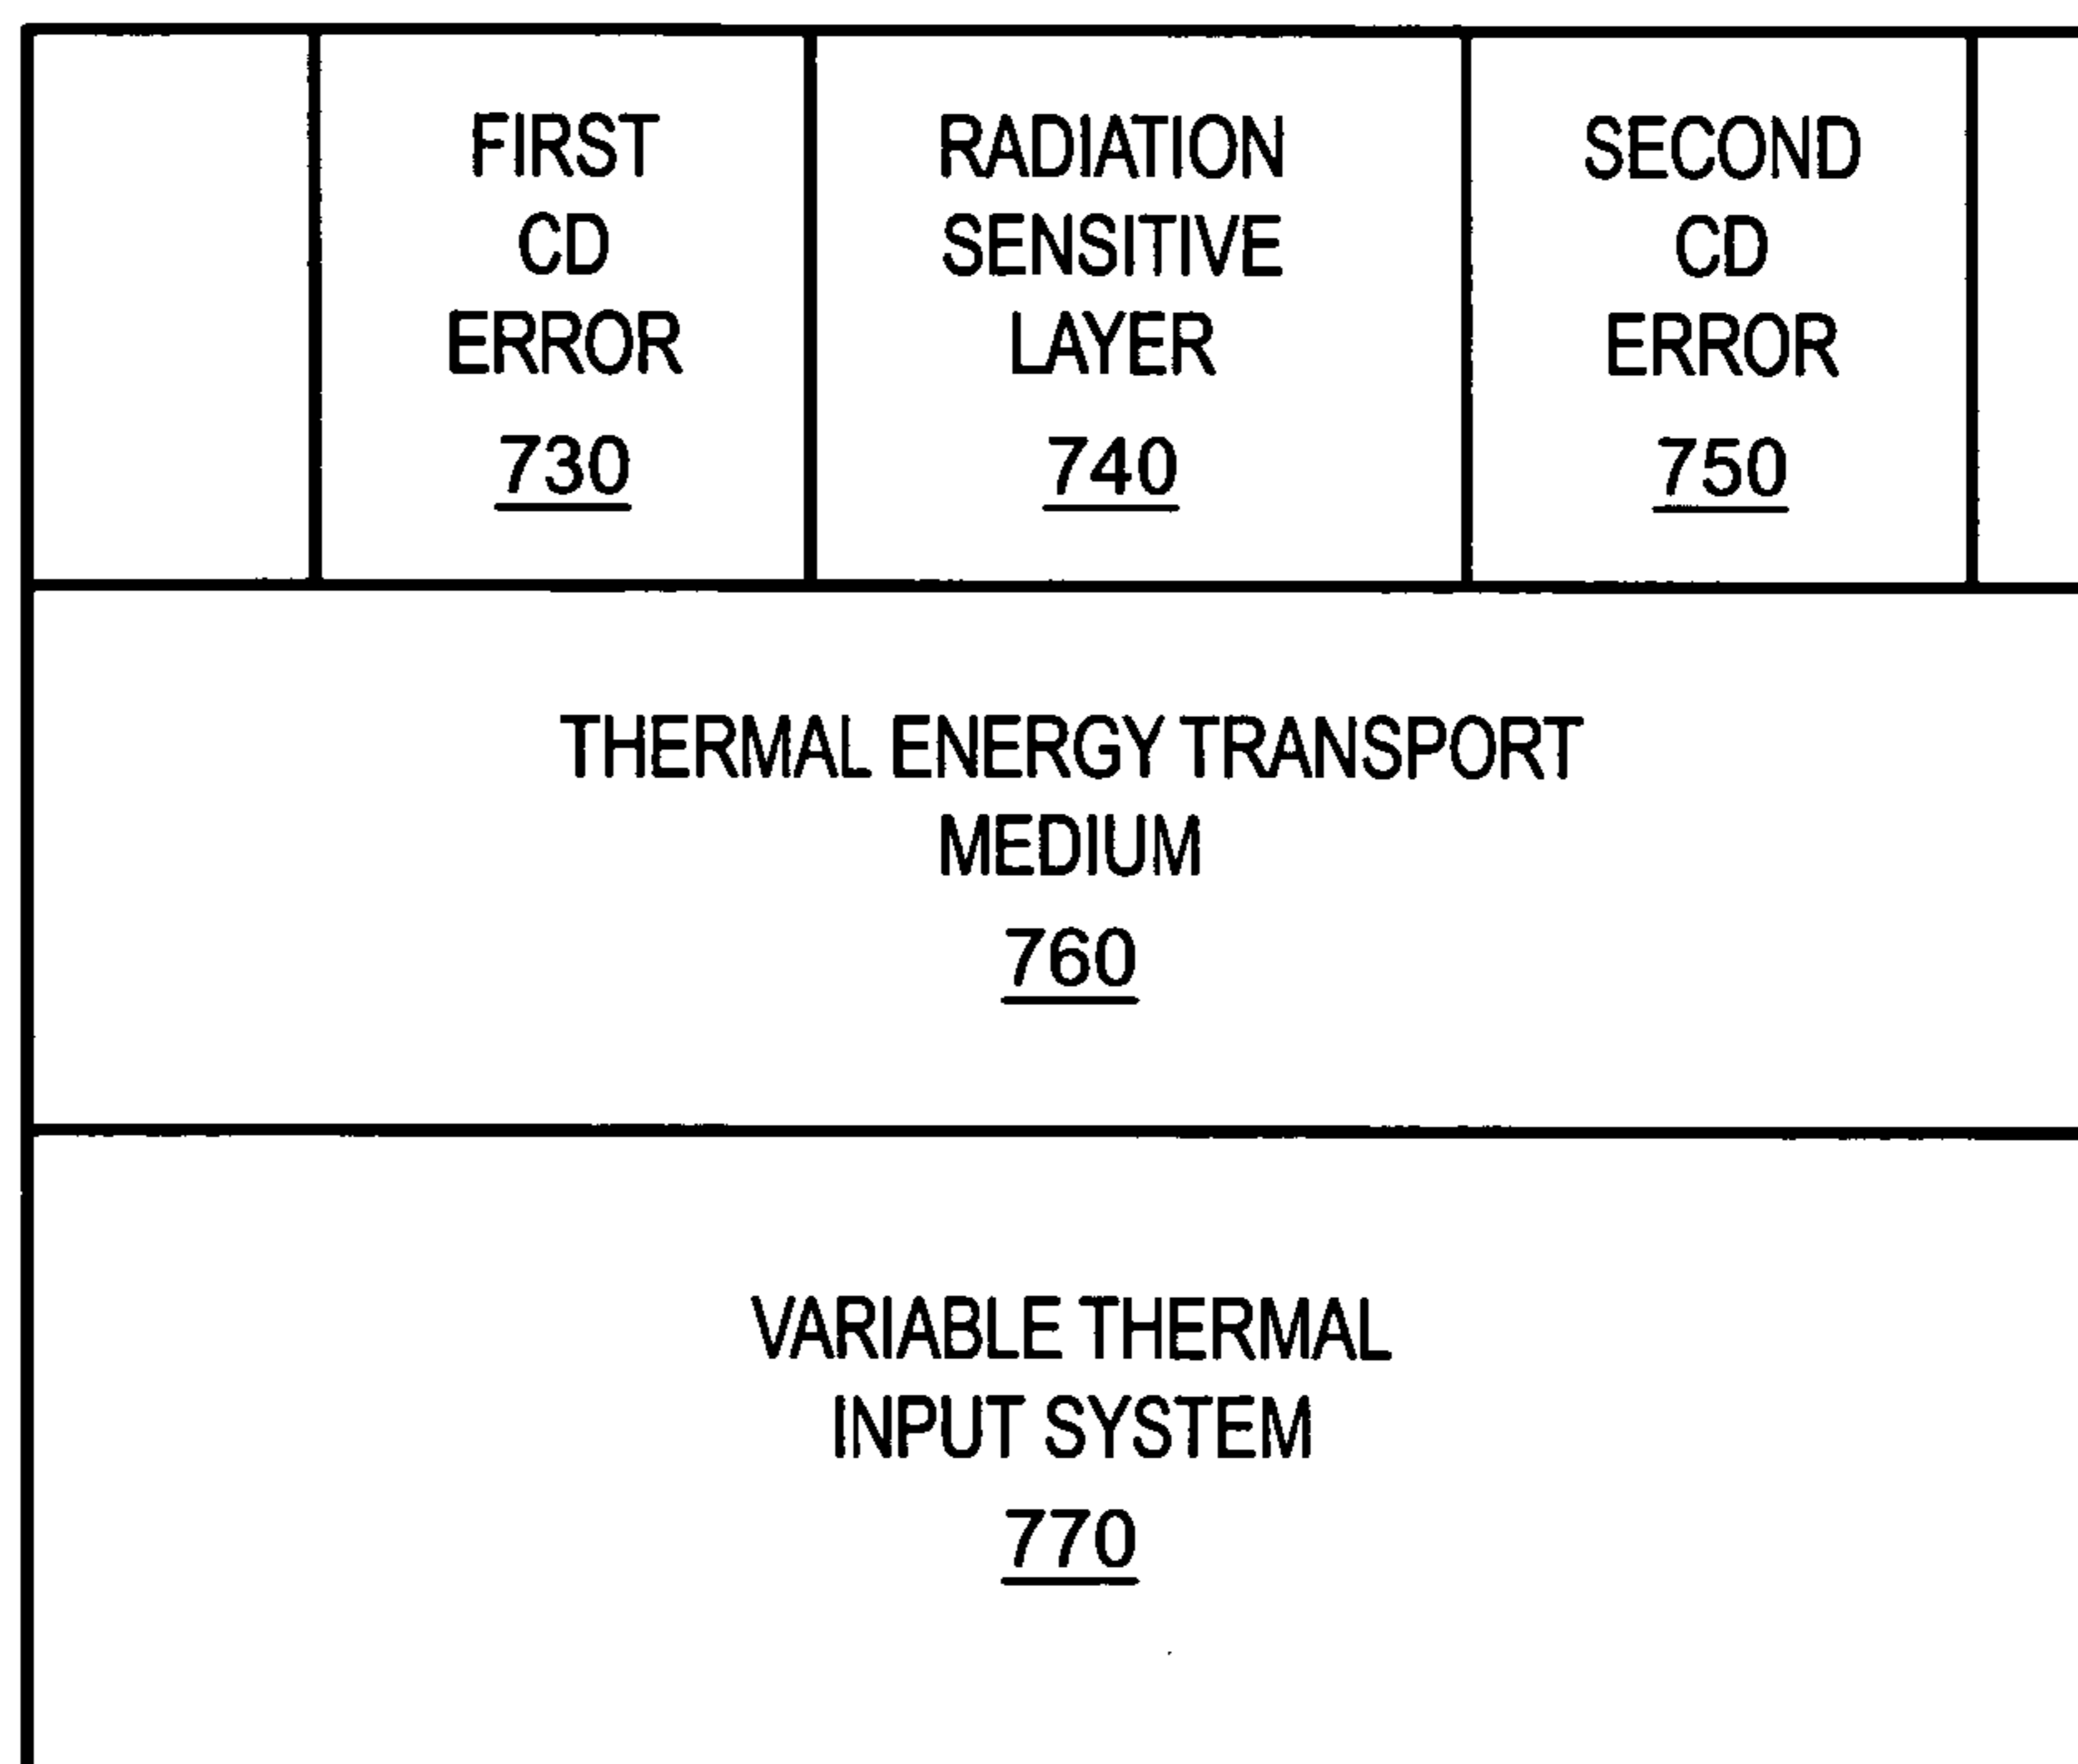 FIRST
CD
ERROR
730
RADIATION
SENSITIVE
LAYER
740
SECOND
CD
ERROR
750
THERMAL ENERGY TRANSPORT
MEDIUM
760
VARIABLE THERMAL
INPUT SYSTEM
770